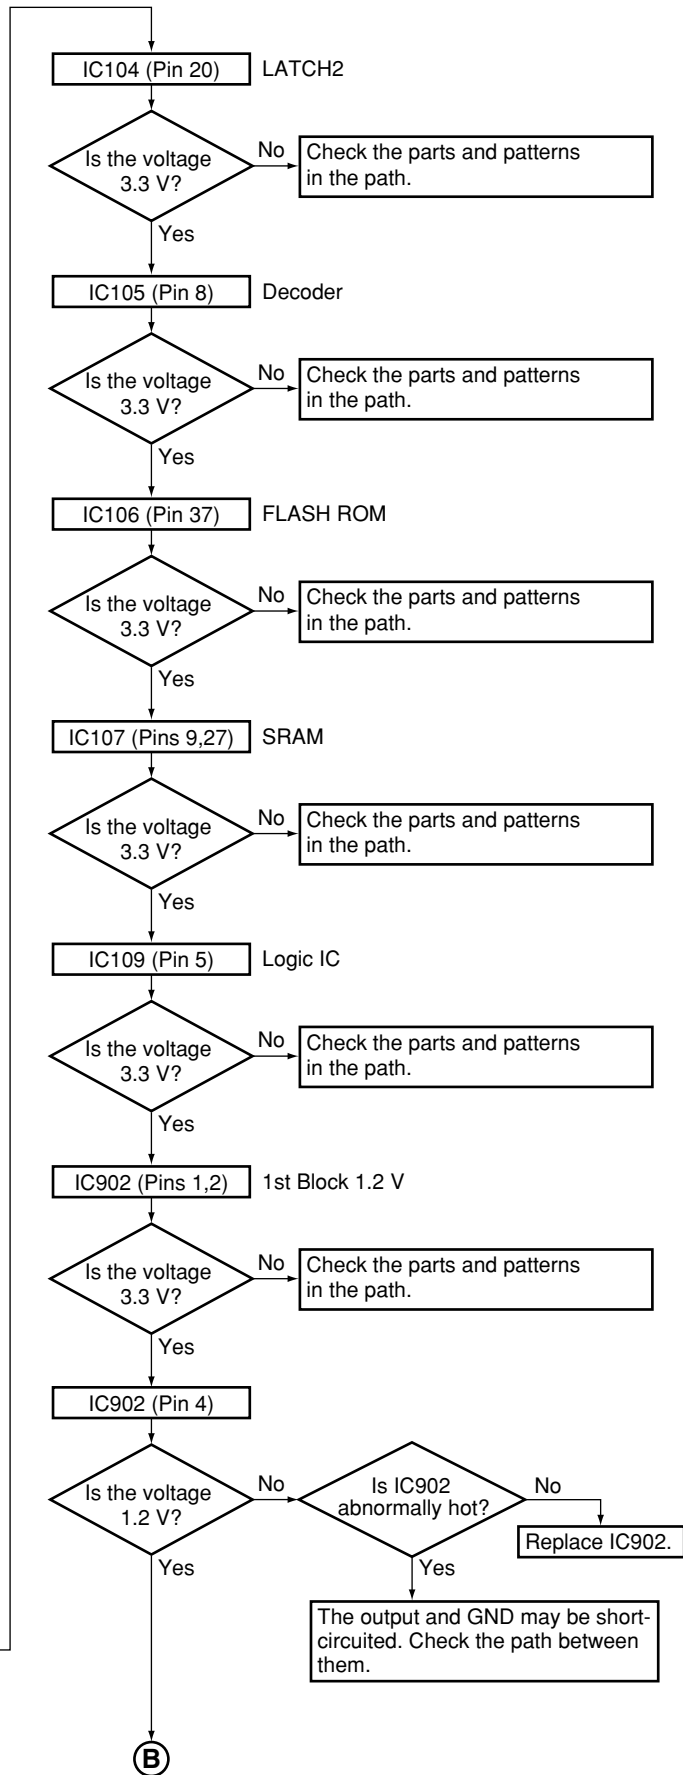 IC104 (Pin 20) LATCH2
Is the voltage
3.3 V?
No
Check the parts and patterns
in the path.
Yes
IC105 (Pin 8) Decoder
Is the voltage
3.3 V?
No
Check the parts and patterns
in the path.
Yes
IC106 (Pin 37) FLASH ROM
Is the voltage
3.3 V?
No
Check the parts and patterns
in the path.
Yes
IC107 (Pins 9,27) SRAM
Is the voltage
3.3 V?
No
Check the parts and patterns
in the path.
Yes
IC109 (Pin 5) Logic IC
Is the voltage
3.3 V?
No
Check the parts and patterns
in the path.
Yes
IC902 (Pins 1,2) 1st Block 1.2 V
Is the voltage
3.3 V?
No
Check the parts and patterns
in the path.
Yes
IC902 (Pin 4)
Is the voltage
1.2 V?
No
Is IC902
abnormally hot?
No
Replace IC902.
Yes
Yes
The output and GND may be short-
circuited. Check the path between
them.
B